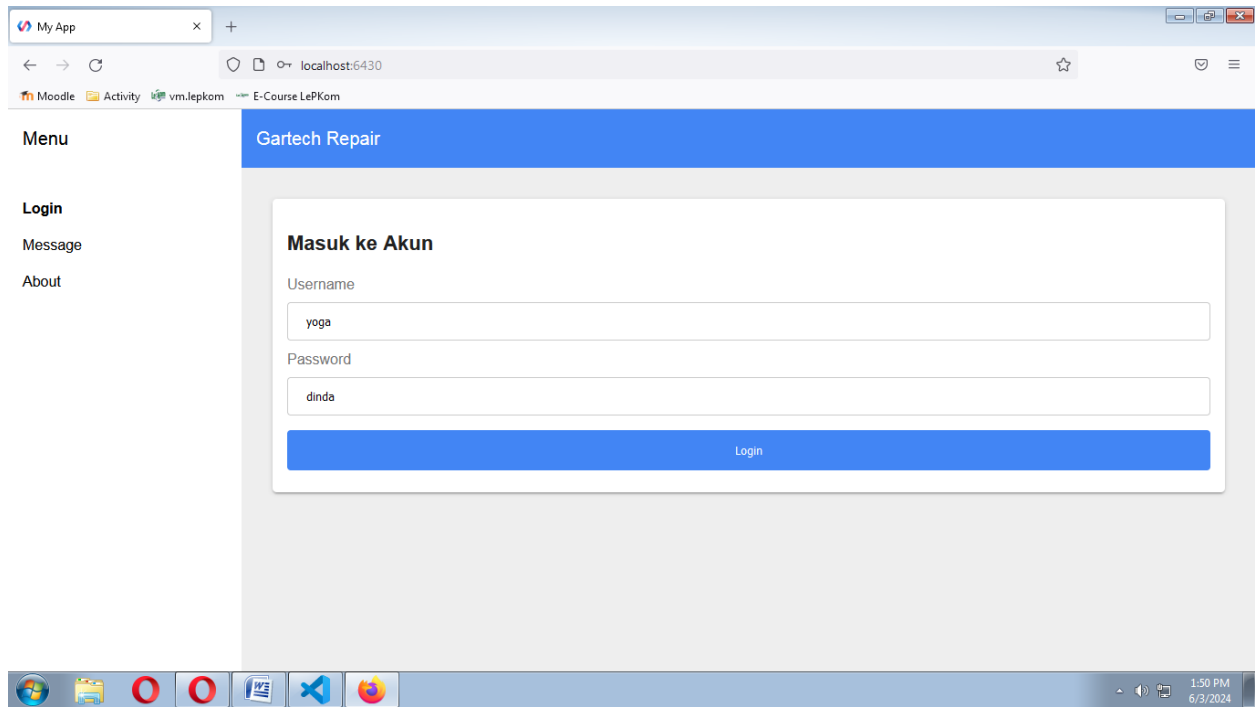 My App
localhost:6430
Moodle Activity vm.lepkom E-Course LePKom
Menu
Gartech Repair
Login
Message
About
Masuk ke Akun
Username
yoga
Password
dinda
Login
1:50 PM
6/3/2024